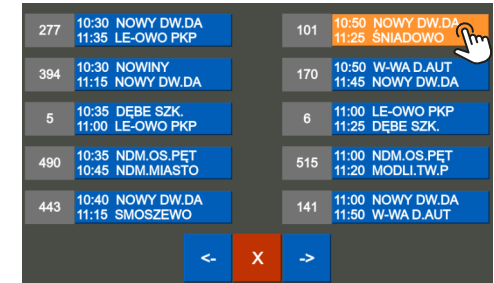 277 10:30 NOWY DW.DA
11:35 LE-OWO PKP
394 10:30 NOWINY
11:15 NOWY DW.DA
5 10:35 DĘBE SZK.
11:00 LE-OWO PKP
490 10:35 NDM.OS.PĘT
10:45 NDM.MIASTO
443 10:40 NOWY DW.DA
11:15 SMOSZEWO
101 10:50 NOWY DW.DA
11:25 ŚNIADOWO
170 10:50 W-WA D.AUT
11:45 NOWY DW.DA
6 11:00 LE-OWO PKP
11:25 DĘBE SZK.
515 11:00 NDM.OS.PĘT
11:20 MODLI.TW.P
141 11:00 NOWY DW.DA
11:50 W-WA D.AUT
<- X ->